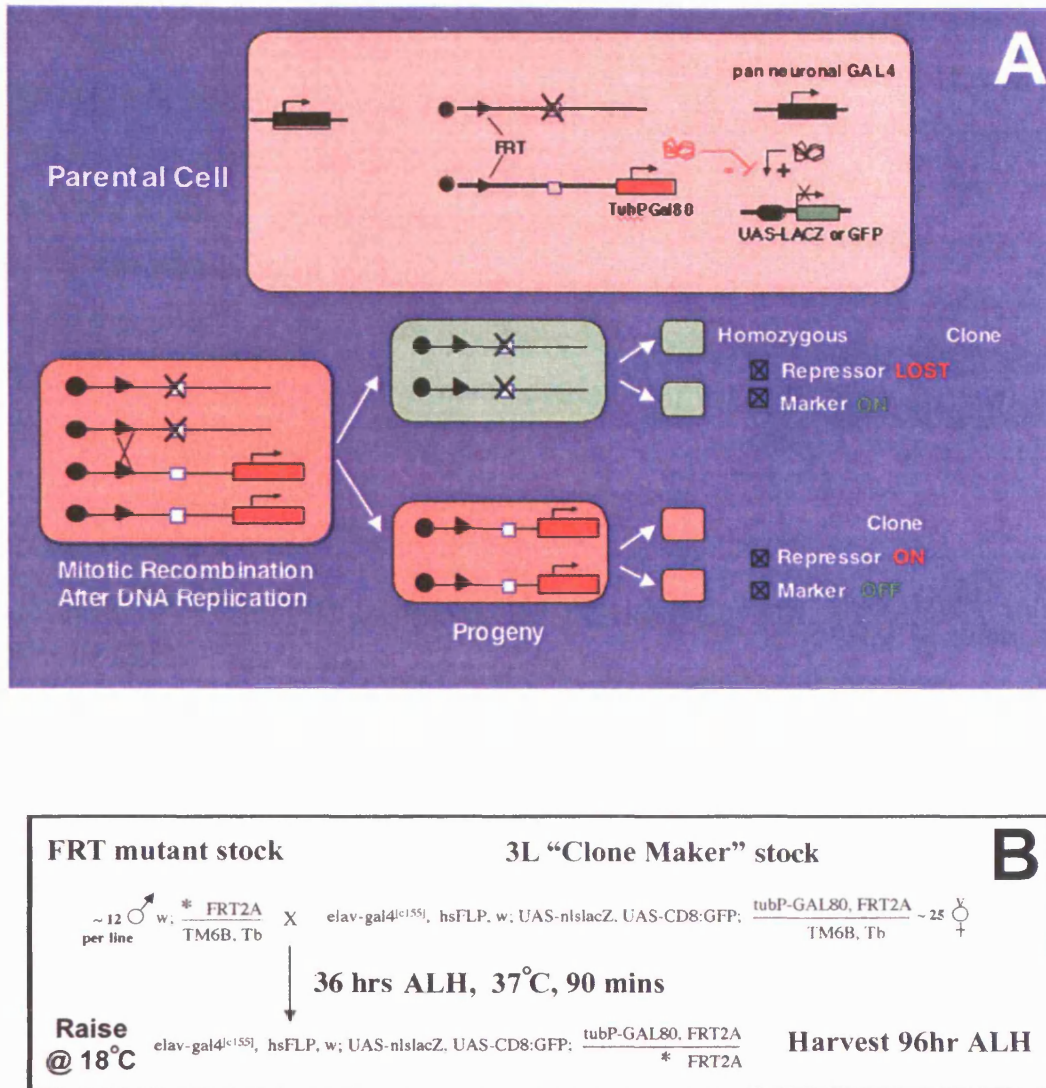 A
pan neuronal GAL4
FRT
Parental Cell
TubPGal80
UAS-LACZ or GFP
Homozygous Clone
Repressor LOST
Marker ON
Clone
Repressor ON
Marker OFF
Mitotic Recombination
After DNA Replication
Progeny
B
FRT mutant stock
3L “Clone Maker” stock
~ 12 ♂ w; * FRT2A X elav-gal4[c155], hsFLP, w; UAS-nlslacZ, UAS-CD8:GFP; tubP-GAL80, FRT2A ~ 25
per line TM6B, Tb TM6B, Tb
36 hrs ALH, 37°C, 90 mins
Raise
@ 18°C
elav-gal4[c155], hsFLP, w; UAS-nlslacZ, UAS-CD8:GFP; tubP-GAL80, FRT2A
* FRT2A
Harvest 96hr ALH